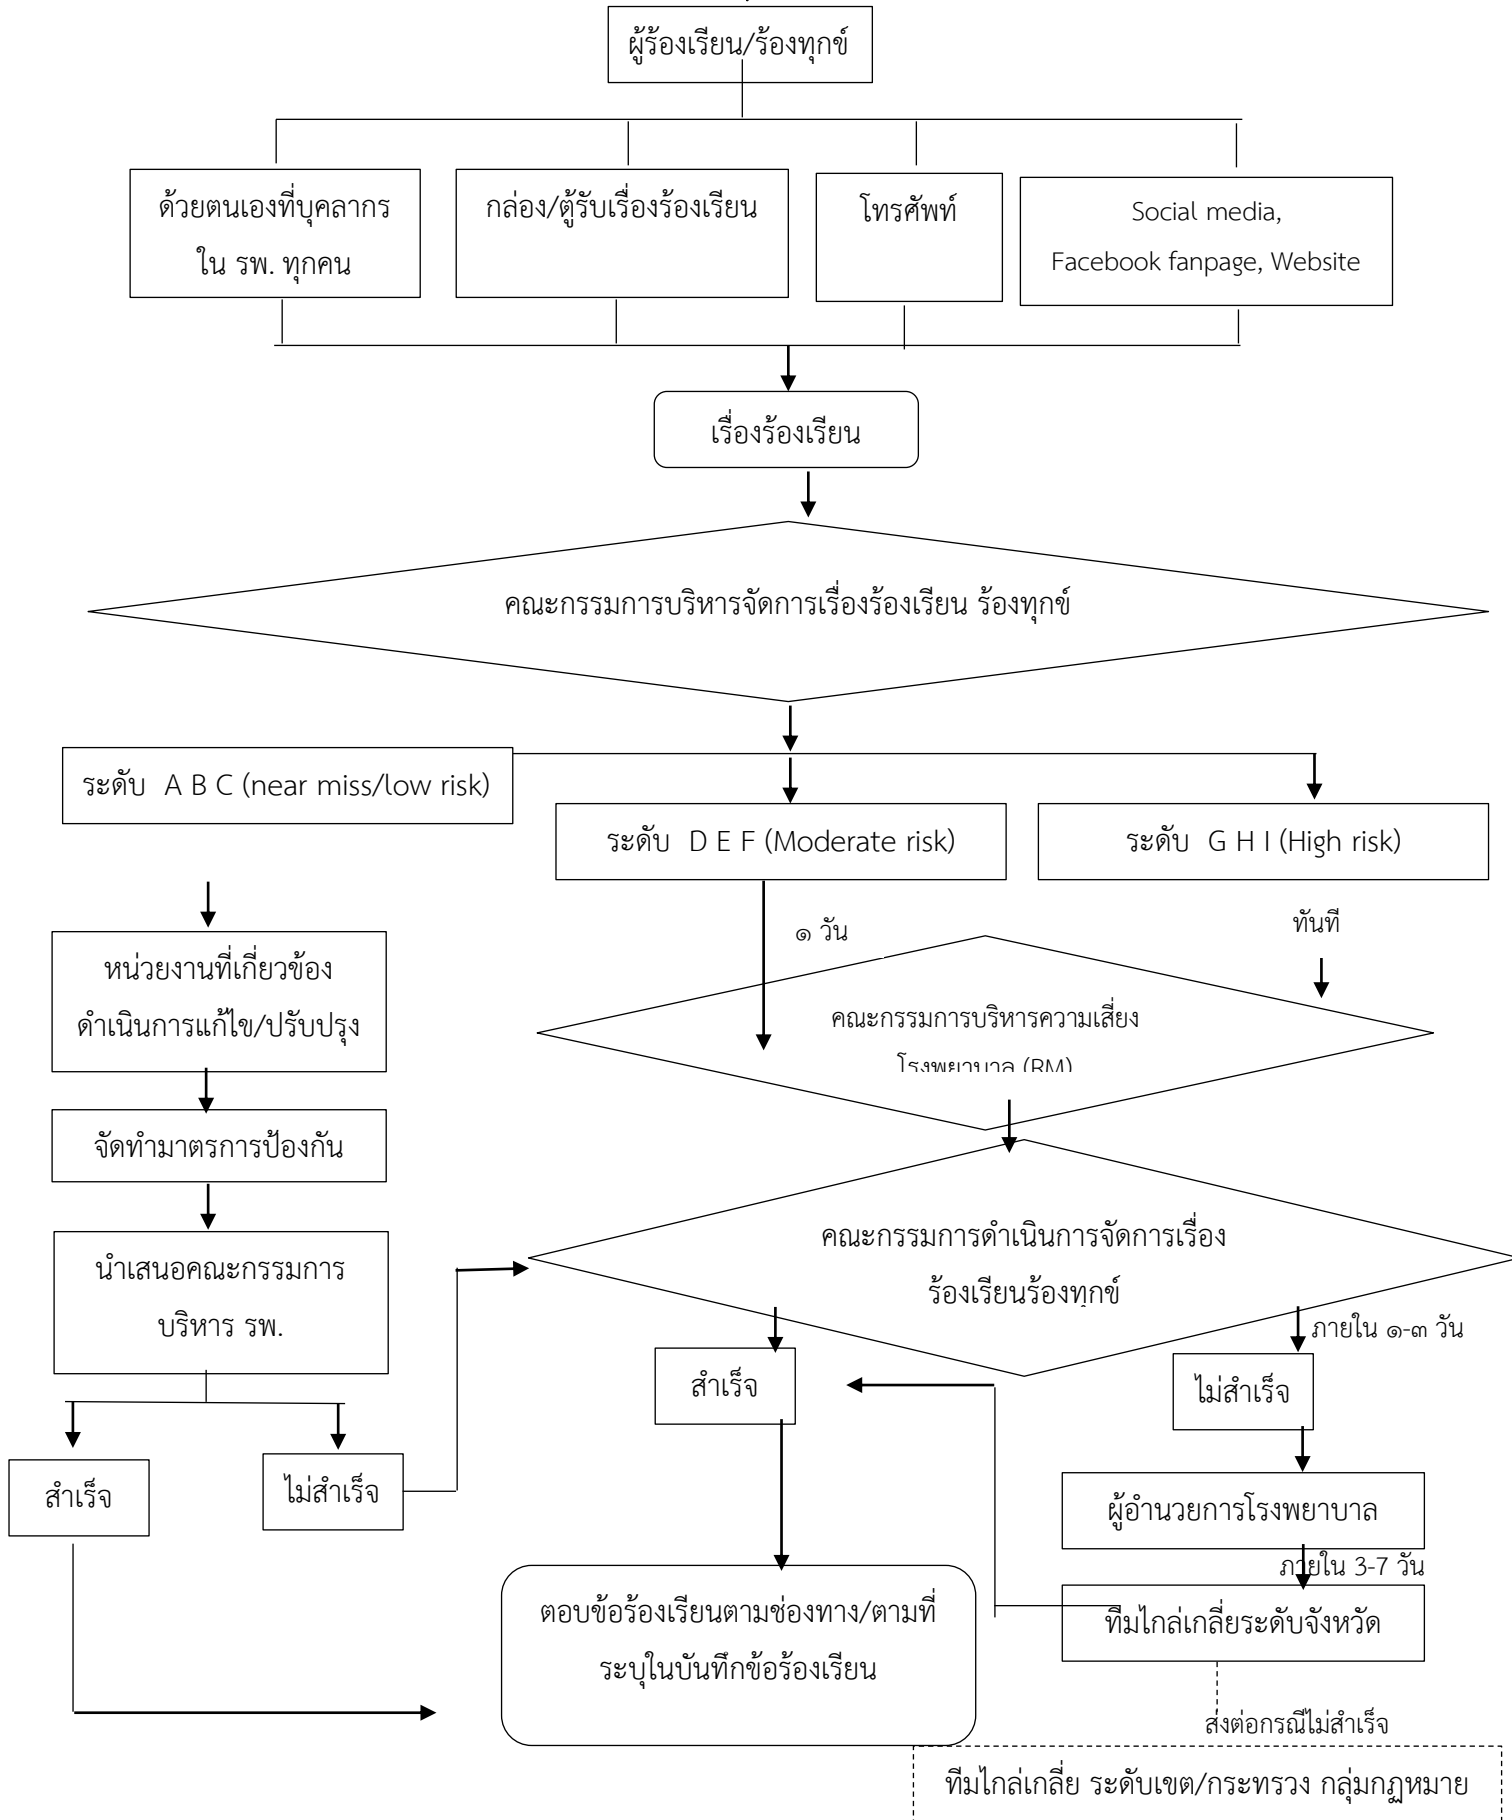 ผู้ร้องเรียน/ร้องทุกข์
ด้วยตนเองที่บุคลากร
ใน รพ. ทุกคน
กล่อง/ตู้รับเรื่องร้องเรียน
โทรศัพท์
Social media,
Facebook fanpage, Website
เรื่องร้องเรียน
คณะกรรมการบริหารจัดการเรื่องร้องเรียน ร้องทุกข์
ระดับ A B C (near miss/low risk)
ระดับ D E F (Moderate risk)
ระดับ G H I (High risk)
๑ วัน
ทันที
หน่วยงานที่เกี่ยวข้อง
ดำเนินการแก้ไข/ปรับปรุง
คณะกรรมการบริหารความเสี่ยง
โรงพยาบาล (RM)
จัดทำมาตรการป้องกัน
นำเสนอคณะกรรมการ
บริหาร รพ.
คณะกรรมการดำเนินการจัดการเรื่อง
ร้องเรียนร้องทุกข์
ภายใน ๑-๓ วัน
สำเร็จ
ไม่สำเร็จ
สำเร็จ
ไม่สำเร็จ
ผู้อำนวยการโรงพยาบาล
ภายใน 3-7 วัน
ตอบข้อร้องเรียนตามช่องทาง/ตามที่
ระบุในบันทึกข้อร้องเรียน
ทีมไกล่เกลี่ยระดับจังหวัด
ส่งต่อกรณีไม่สำเร็จ
ทีมไกล่เกลี่ย ระดับเขต/กระทรวง กลุ่มกฎหมาย